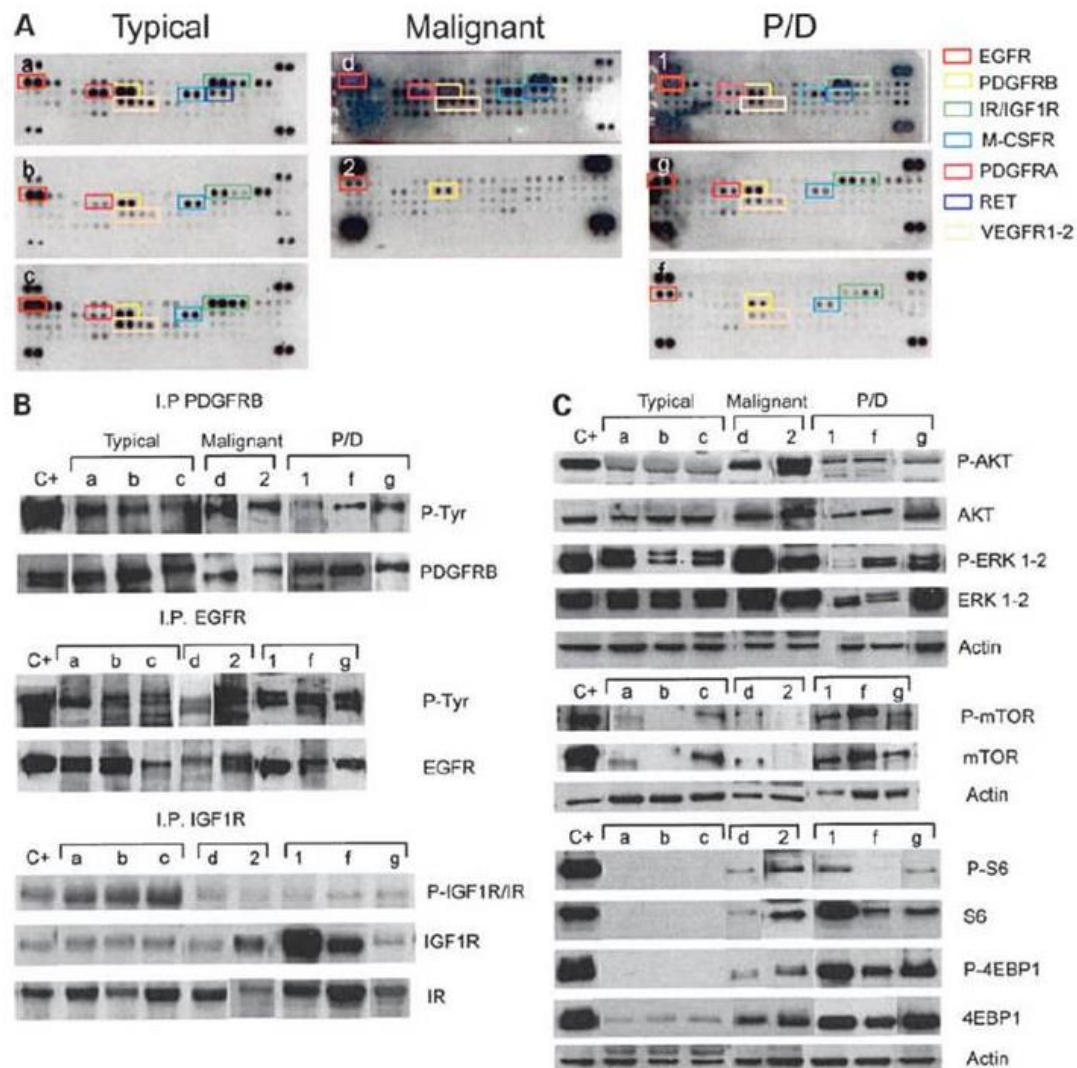 A
Typical
Malignant
P/D
a
d
1
b
2
g
c
f
EGFR
PDGFRB
IR/IGF1R
M-CSFR
PDGFRA
RET
VEGFR1-2
B
I.P PDGFRB
Typical
Malignant
P/D
C+ a b c d 2 1 f g
P-Tyr
PDGFRB
I.P. EGFR
C+ a b c d 2 1 f g
P-Tyr
EGFR
I.P. IGF1R
C+ a b c d 2 1 f g
P-IGF1R/IR
IGF1R
IR
C
Typical
Malignant
P/D
C+ a b c d 2 1 f g
P-AKT
AKT
P-ERK 1-2
ERK 1-2
Actin
C+ a b c d 2 1 f g
P-mTOR
mTOR
Actin
C+ a b c d 2 1 f g
P-S6
S6
P-4EBP1
4EBP1
Actin